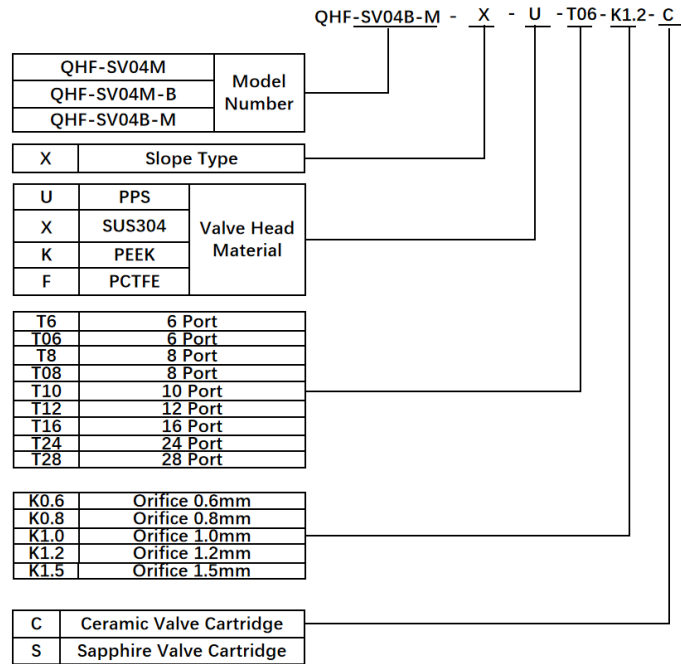 QHF-SV04B-M - X - U - T06-K1.2- C
QHF-SV04M
QHF-SV04M-B
QHF-SV04B-M
Model
Number
X Slope Type
U PPS
X SUS304
K PEEK
F PCTFE
Valve Head
Material
T6 6 Port
T06 6 Port
T8 8 Port
T08 8 Port
T10 10 Port
T12 12 Port
T16 16 Port
T24 24 Port
T28 28 Port
K0.6 Orifice 0.6mm
K0.8 Orifice 0.8mm
K1.0 Orifice 1.0mm
K1.2 Orifice 1.2mm
K1.5 Orifice 1.5mm
C Ceramic Valve Cartridge
S Sapphire Valve Cartridge